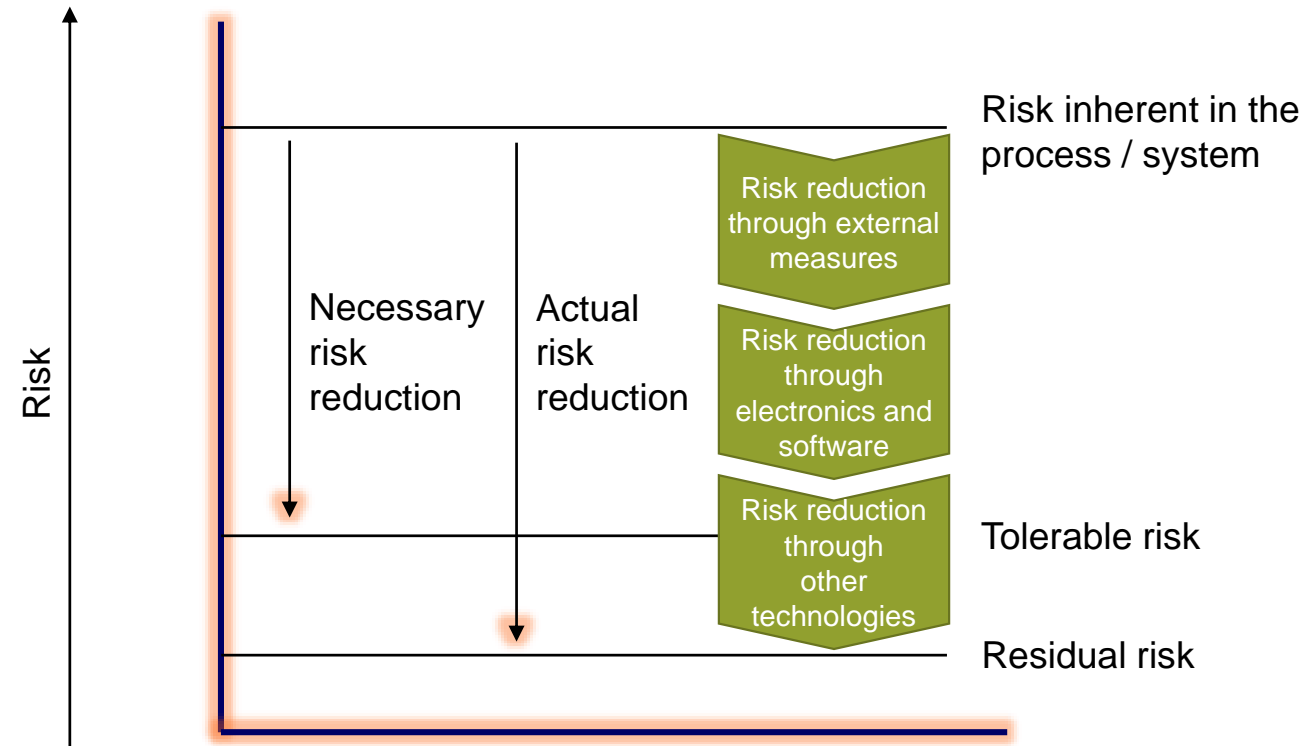 Risk
Risk inherent in the
process / system
Risk reduction
through external
measures
Necessary
risk
reduction
Actual
risk
reduction
Risk reduction
through
electronics and
software
Risk reduction
through
other
technologies
Tolerable risk
Residual risk